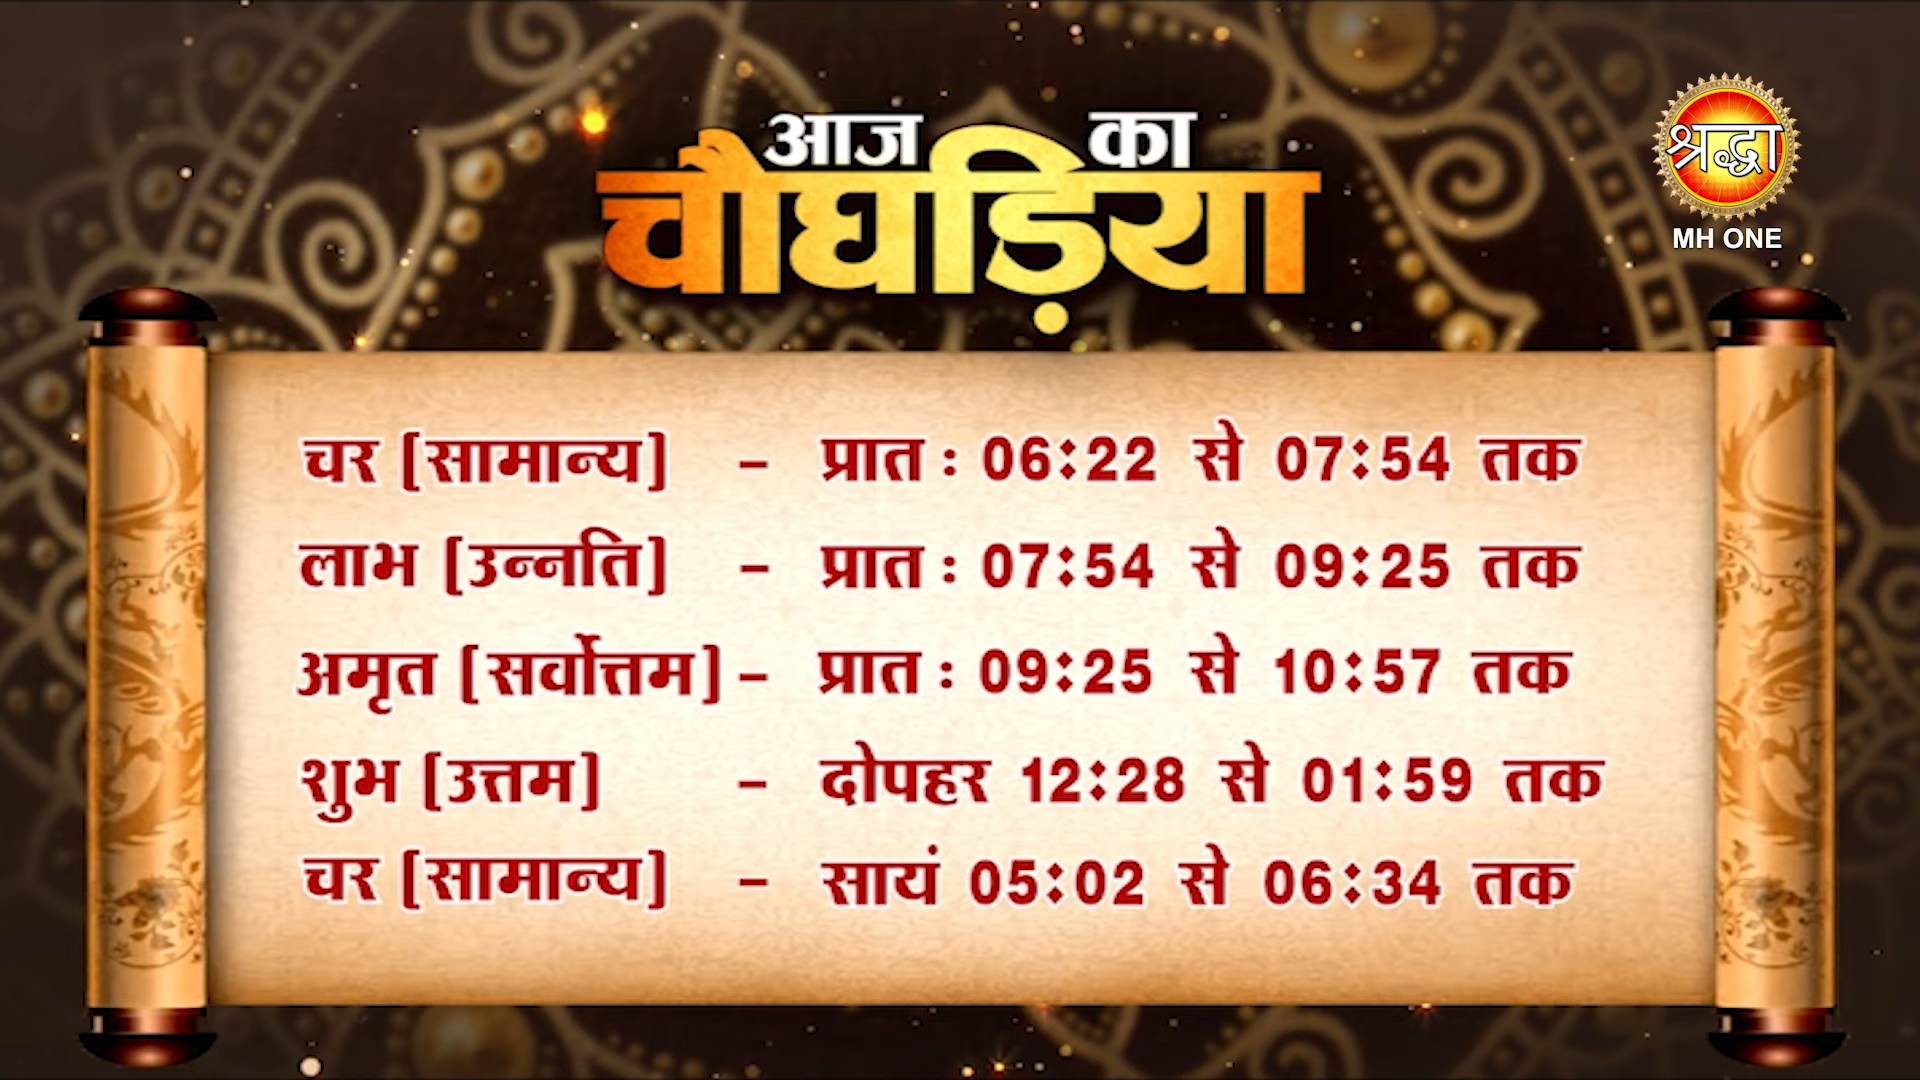 आज का
चौघड़िया
श्रद्धा
MH ONE
चर [सामान्य] - प्रात : 06:22 से 07:54 तक
लाभ [उन्नति] - प्रात : 07:54 से 09:25 तक
अमृत [सर्वोत्तम] - प्रात : 09:25 से 10:57 तक
शुभ [उत्तम] - दोपहर 12:28 से 01:59 तक
चर [सामान्य] - सायं 05:02 से 06:34 तक